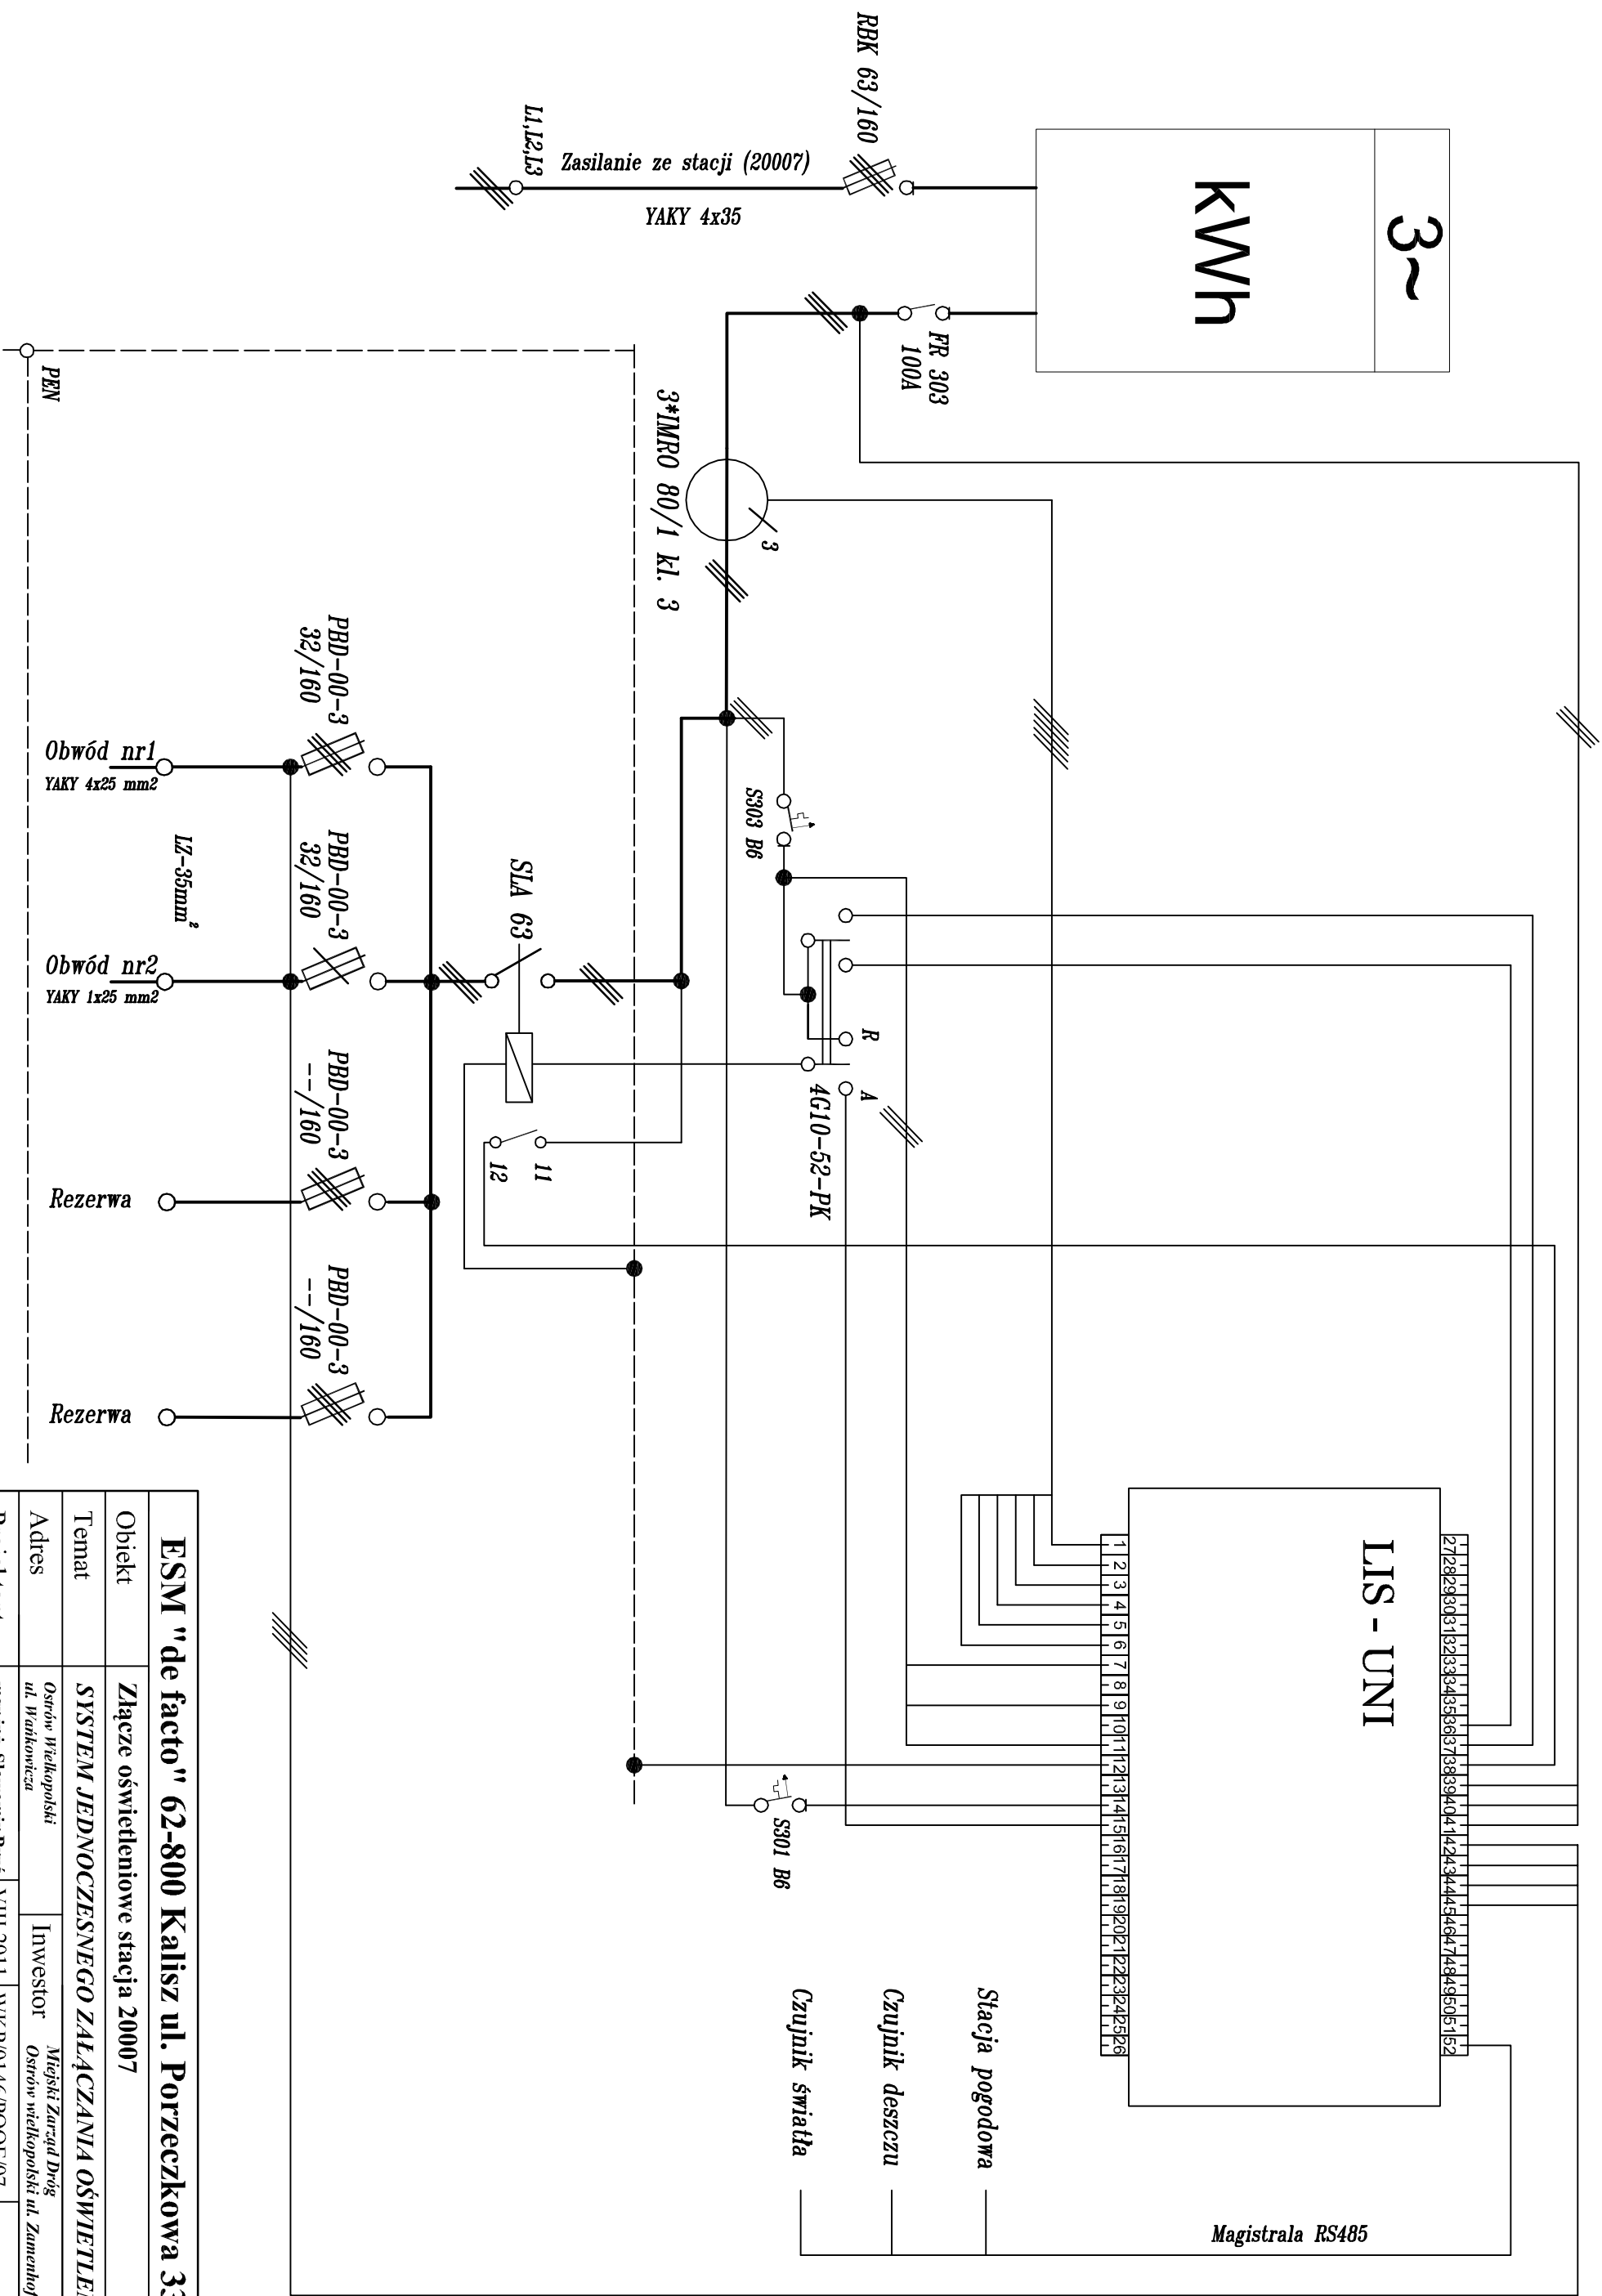 3~
kWh
RBK 63/160
L1,L2,L3
Zasilanie ze stacji (20007)
YAKY 4x35
FR 303
100A
PEN
3*IMRO 80/1 kl. 3
3
S303 B6
R
A
4G10-52-PK
SLA 63
11
12
PBD-00-3
32/160
PBD-00-3
32/160
PBD-00-3
--/160
PBD-00-3
--/160
Obwód nr1
YAKY 4x25 mm2
LZ-35mm²
Obwód nr2
YAKY 1x25 mm2
Rezerwa
Rezerwa
LIS - UNI
27 28 29 30 31 32 33 34 35 36 37 38 39 40 41 42 43 44 45 46 47 48 49 50 51 52
1 2 3 4 5 6 7 8 9 10 11 12 13 14 15 16 17 18 19 20 21 22 23 24 25 26
S301 B6
Stacja pogodowa
Czujnik deszczu
Czujnik światła
Magistrala RS485
ESM "de facto" 62-800 Kalisz ul. Porzeczkowa
Obiekt
Złącze oświetleniowe stacja 20007
Temat
SYSTEM JEDNOCZESNEGO ZAŁĄCZANIA
Adres
Ostrów Wielkopolski
ul. Wańkowicza
Inwestor
Miejski Zarząd Dróg
Ostrów wielkopolski ul.